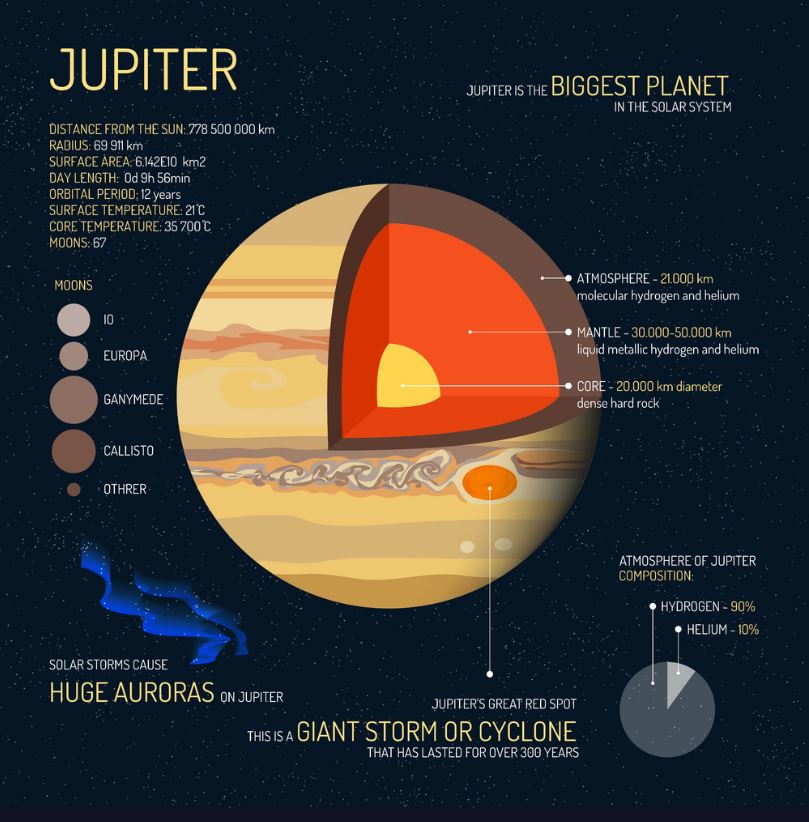 JUPITER
JUPITER IS THE BIGGEST PLANET
IN THE SOLAR SYSTEM
DISTANCE FROM THE SUN: 778 500 000 km
RADIUS: 69 911 km
SURFACE AREA: 6.142E10 km2
DAY LENGTH: 0d 9h 56min
ORBITAL PERIOD: 12 years
SURFACE TEMPERATURE: 21°C
CORE TEMPERATURE: 35 700°C
MOONS: 67
MOONS
IO
EUROPA
GANYMEDE
CALLISTO
OTHRER
ATMOSPHERE - 21.000 km
molecular hydrogen and helium
MANTLE - 30.000-50.000 km
liquid metallic hydrogen and helium
CORE - 20.000 km diameter
dense hard rock
SOLAR STORMS CAUSE
HUGE AURORAS ON JUPITER
JUPITER'S GREAT RED SPOT
THIS IS A GIANT STORM OR CYCLONE
THAT HAS LASTED FOR OVER 300 YEARS
ATMOSPHERE OF JUPITER
COMPOSITION:
HYDROGEN - 90%
HELIUM - 10%